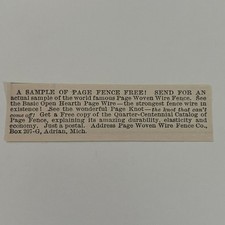 A SAMPLE OF PAGE FENCE FREE! SEND FOR AN
actual sample of the world famous Page Woven Wire Fence. See
the Basic Open Hearth Page Wire—the strongest fence wire in
existence! See the wonderful Page Knot—the knot that can't
come off! Get a Free copy of the Quarter-Centennial Catalog of
Page Fence, explaining its amazing durability, elasticity and
economy. Just a postal. Address Page Woven Wire Fence Co.,
Box 207-G, Adrian, Mich.